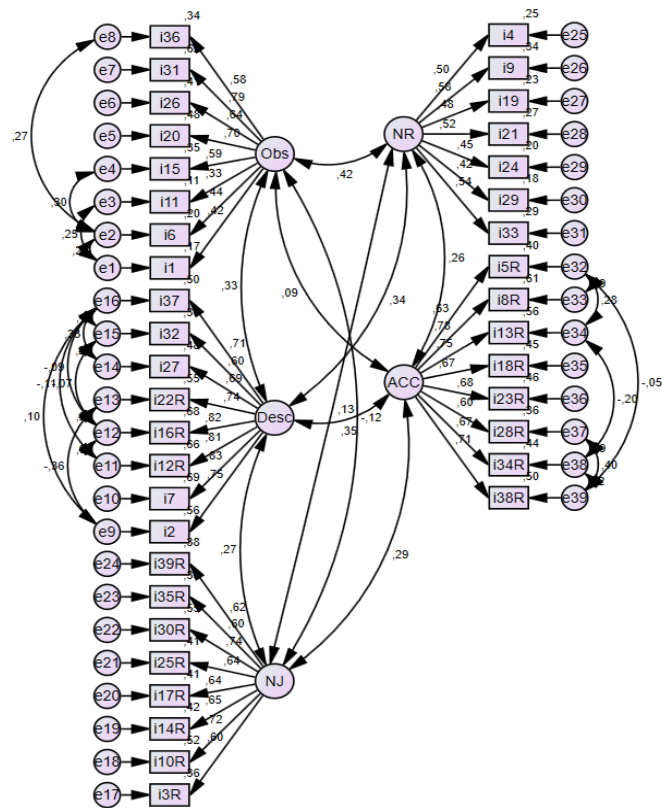 ,34 ,25
e8 i36 i4 e25
,34
e7 i31 i9 e26
,58 ,50 ,23
e6 i26 ,79 ,58 i19 e27
,48 ,64 ,48 ,27
e5 i20 ,70 NR ,52 i21 e28
,27 ,35 Obs ,45 ,20
e4 i15 ,59 ,42 i24 e29
,11 ,33 ,42 ,54 ,18
,30 e3 i11 ,44 i29 e30
,20 ,42 ,29
,25 e2 i6 i33 e31
,17 ,40
e1 i1 ,26 i5R e32
,50 ,33 ,09 ,34 ,63 ,61
e16 i37 i8R e33 ,28
,56
e15 i32 ,71 ,75 i13R e34
,60 ,67 ,45
-,09 e14 i27 ,69 ACC i18R e35
,07 ,55 ,74 ,68 ,46 -,05
,10 e13 i22R ,13 ,60 i23R e36 -,20
,68 ,82 Desc -,12 ,67 ,36
e12 i16R ,81 ,35 ,71 i28R e37
,66 ,83 ,44
-,36 e11 i12R ,75 i34R e38 ,40
,69 ,50
e10 i7 i38R e39
,56
e9 i2
,38 ,27 ,29
e24 i39R
e23 i35R ,62
,60
e22 i30R ,74
,41 ,64
e21 i25R NJ
,41 ,64
e20 i17R ,65
,42 ,72
e19 i14R ,60
,52
e18 i10R
,36
e17 i3R